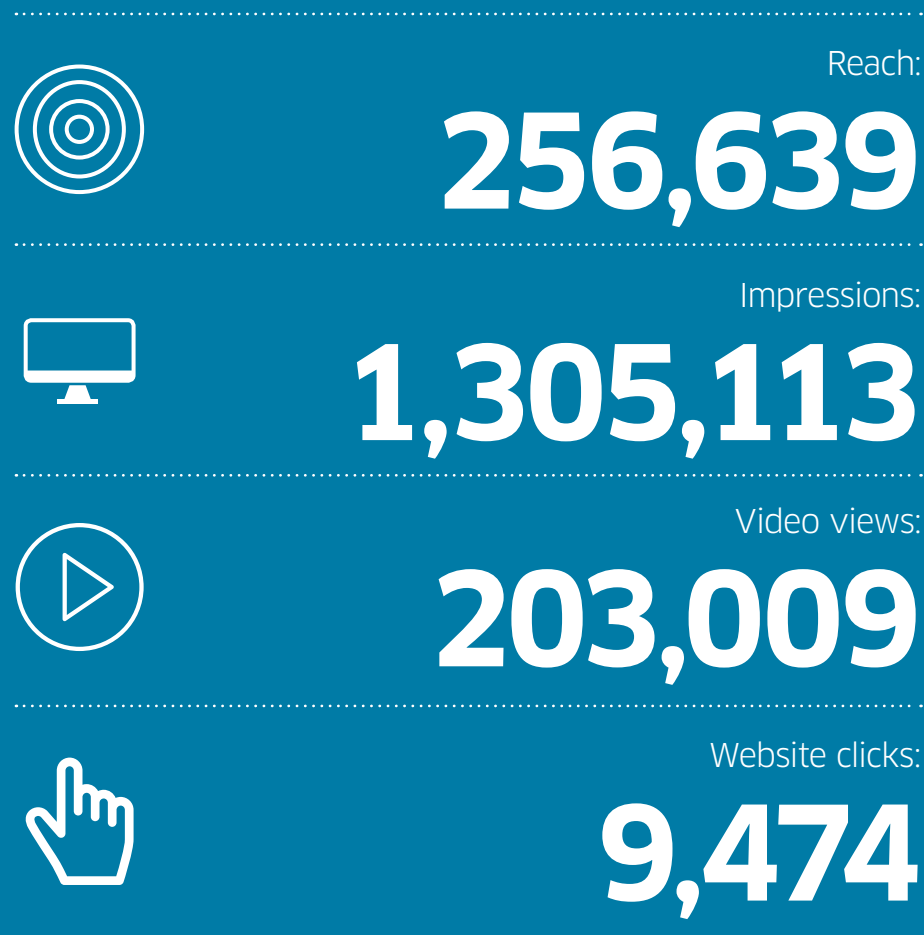 Reach:
256,639
Impressions:
1,305,113
Video views:
203,009
Website clicks:
9,474